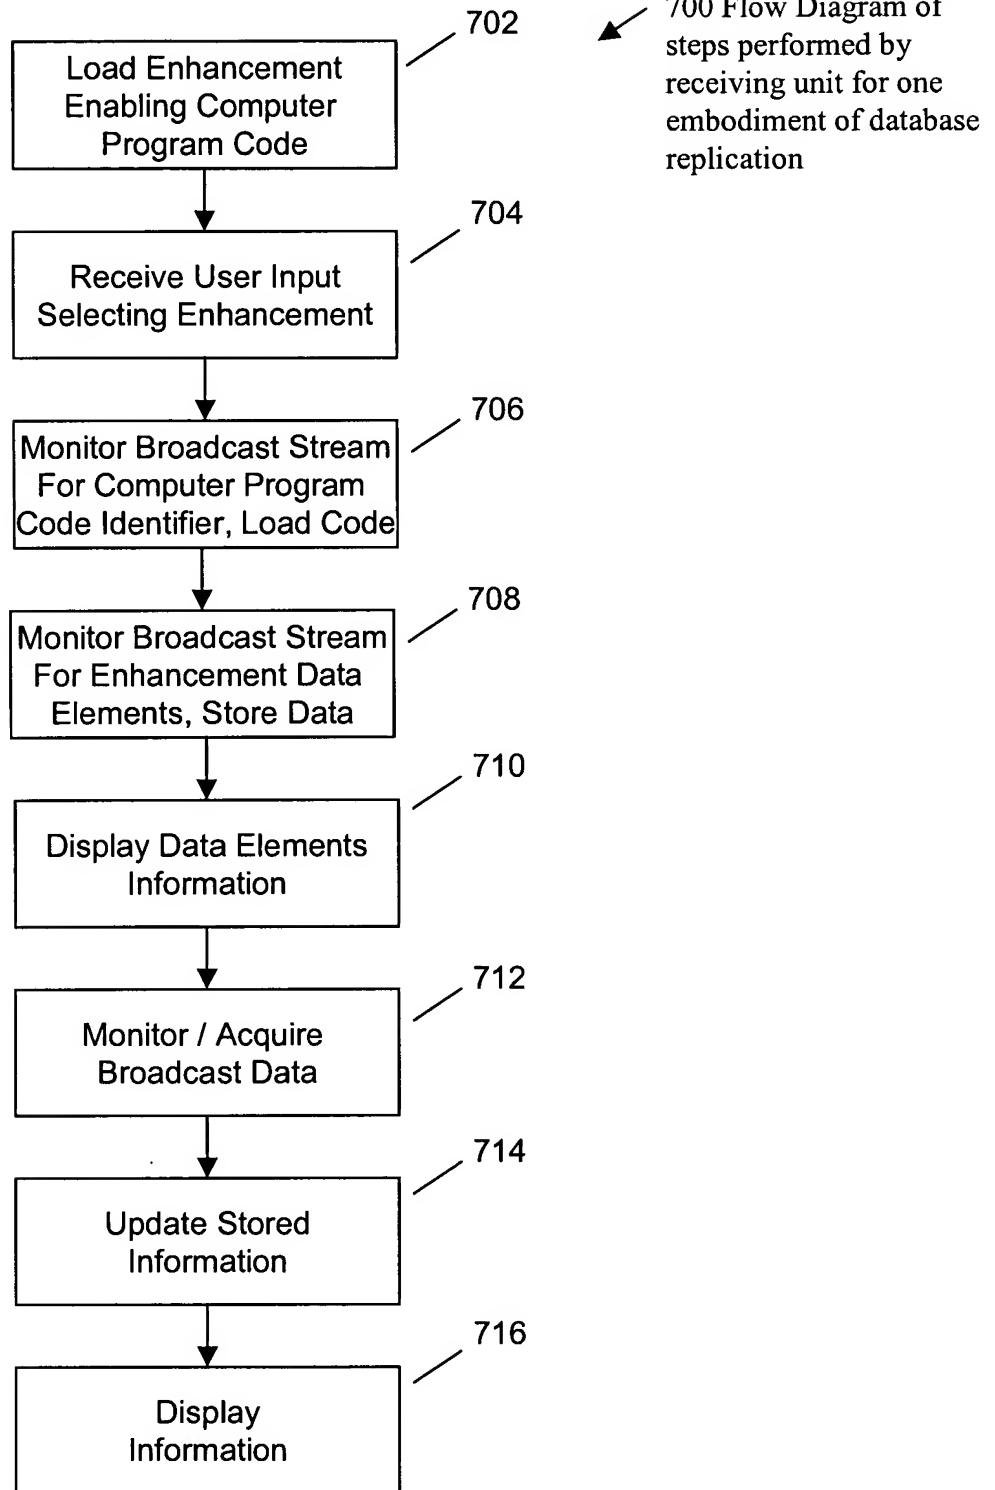 700 Flow Diagram of
steps performed by
receiving unit for one
embodiment of database
replication
702
Load Enhancement
Enabling Computer
Program Code
704
Receive User Input
Selecting Enhancement
706
Monitor Broadcast Stream
For Computer Program
Code Identifier, Load Code
708
Monitor Broadcast Stream
For Enhancement Data
Elements, Store Data
710
Display Data Elements
Information
712
Monitor / Acquire
Broadcast Data
714
Update Stored
Information
716
Display
Information